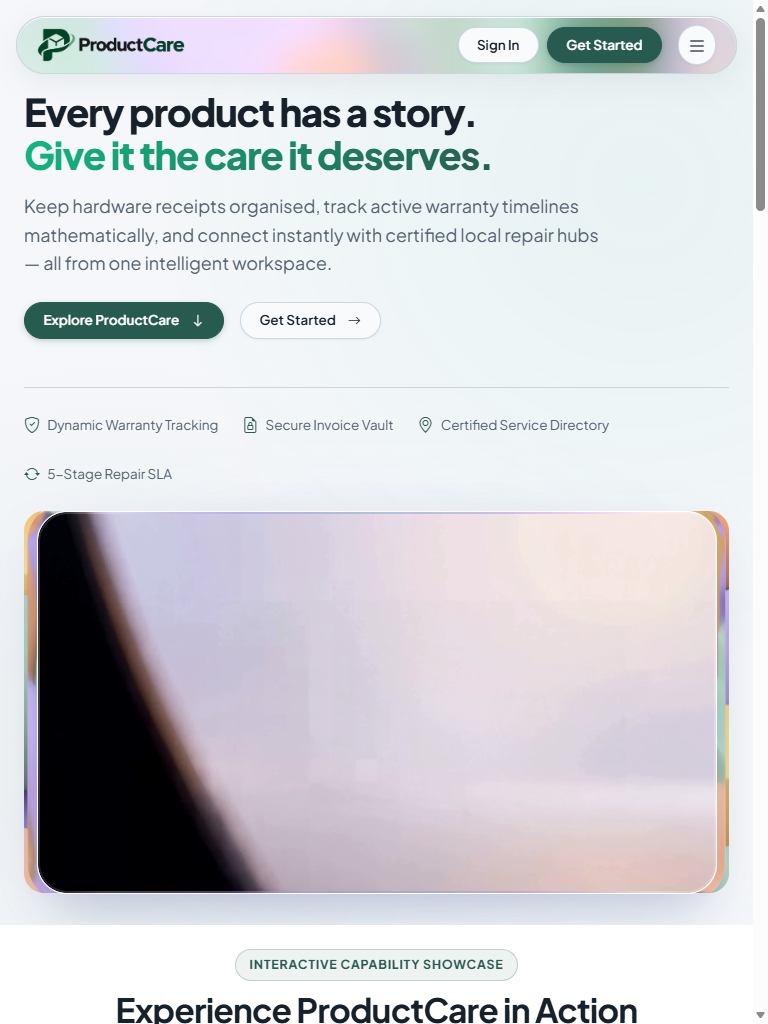 ProductCare
Sign In
Get Started
Every product has a story.
Give it the care it deserves.
Keep hardware receipts organised, track active warranty timelines
mathematically, and connect instantly with certified local repair hubs
— all from one intelligent workspace.
Explore ProductCare ↓
Get Started →
Dynamic Warranty Tracking
Secure Invoice Vault
Certified Service Directory
5-Stage Repair SLA
INTERACTIVE CAPABILITY SHOWCASE
Experience ProductCare in Action